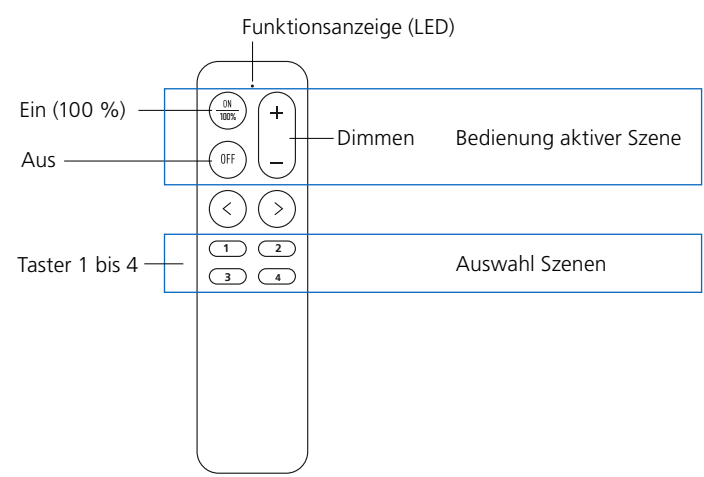 Funktionsanzeige (LED)
Ein (100 %)
ON
100%
+
Dimmen
Bedienung aktiver Szene
Aus
OFF
–
< >
1 2
Taster 1 bis 4
Auswahl Szenen
3 4